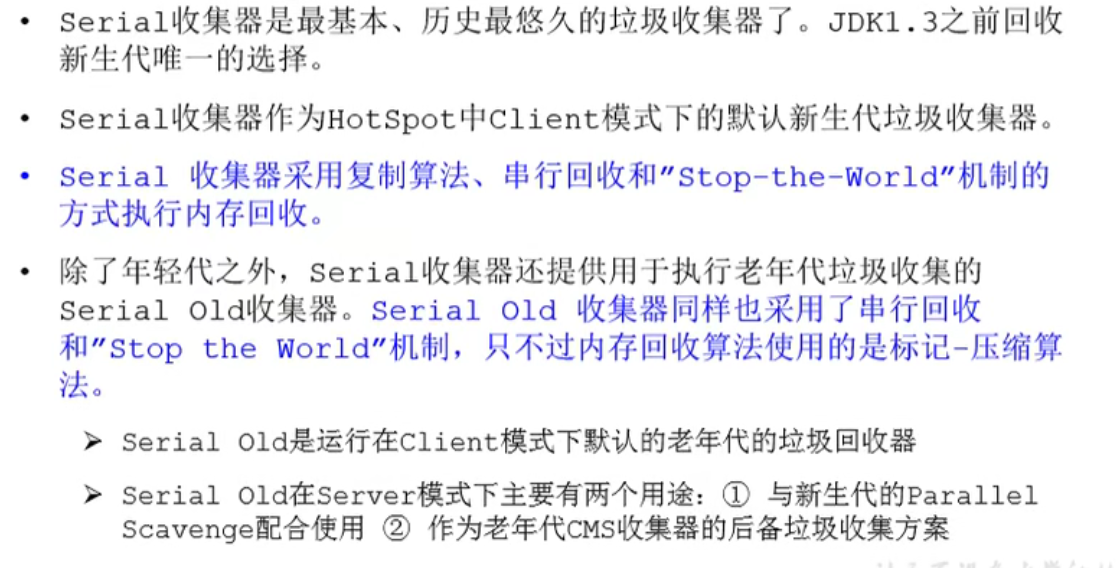 • Serial收集器是最基本、历史最悠久的垃圾收集器了。JDK1.3之前回收
新生代唯一的选择。
• Serial收集器作为HotSpot中Client模式下的默认新生代垃圾收集器。
• Serial 收集器采用复制算法、串行回收和"Stop-the-World"机制的
方式执行内存回收。
• 除了年轻代之外，Serial收集器还提供用于执行老年代垃圾收集的
Serial Old收集器。Serial Old 收集器同样也采用了串行回收
和"Stop the World"机制，只不过内存回收算法使用的是标记-压缩算
法。
➢ Serial Old是运行在Client模式下默认的老年代的垃圾回收器
➢ Serial Old在Server模式下主要有两个用途：① 与新生代的Parallel
Scavenge配合使用 ② 作为老年代CMS收集器的后备垃圾收集方案